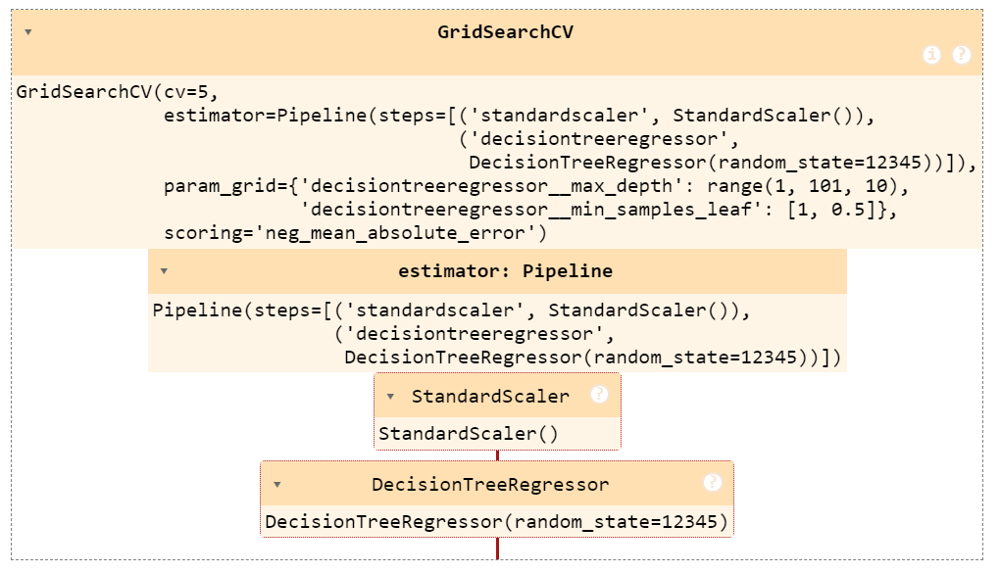 GridSearchCV
GridSearchCV(cv=5,
estimator=Pipeline(steps=[('standardscaler', StandardScaler()),
('decisiontreeregressor',
DecisionTreeRegressor(random_state=12345))]),
param_grid={'decisiontreeregressor__max_depth': range(1, 101, 10),
'decisiontreeregressor__min_samples_leaf': [1, 0.5]},
scoring='neg_mean_absolute_error')
estimator: Pipeline
Pipeline(steps=[('standardscaler', StandardScaler()),
('decisiontreeregressor',
DecisionTreeRegressor(random_state=12345))])
StandardScaler ?
StandardScaler()
DecisionTreeRegressor ?
DecisionTreeRegressor(random_state=12345)